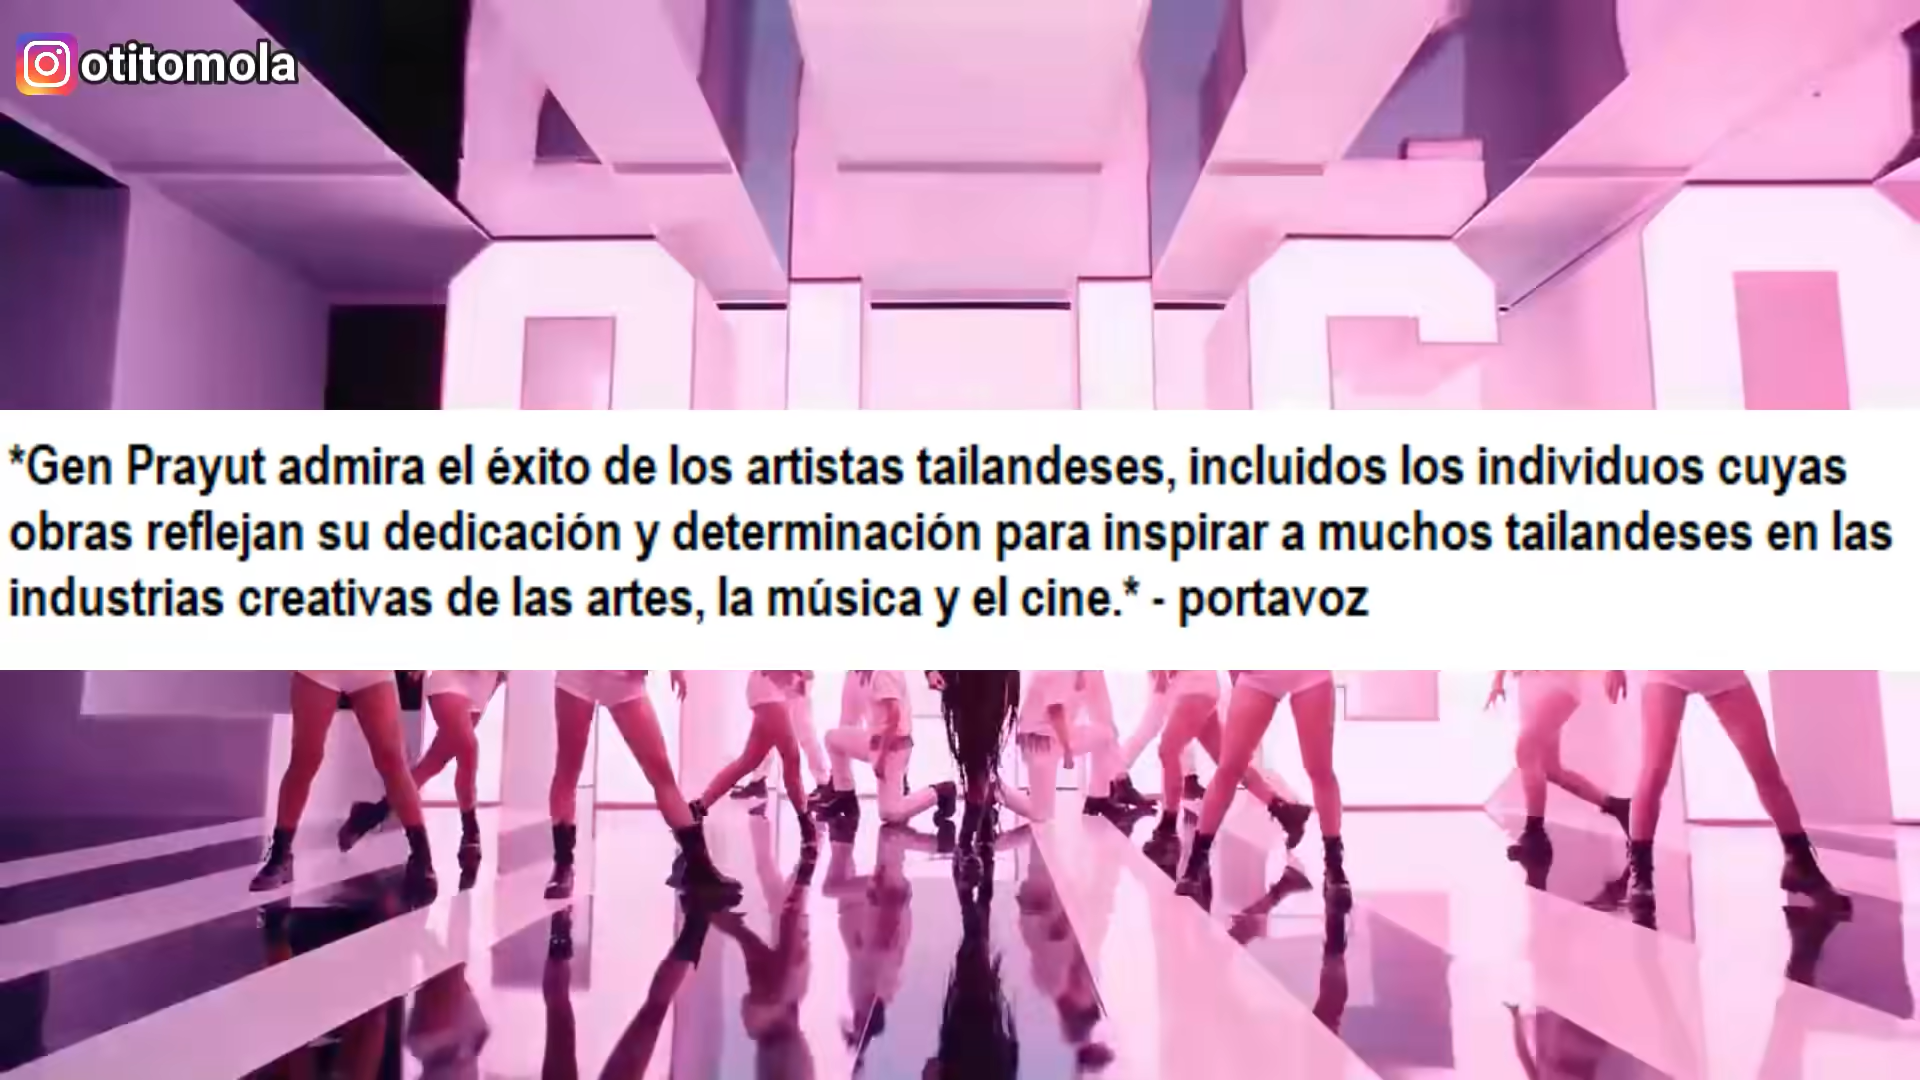 otitomola
*Gen Prayut admira el éxito de los artistas tailandeses, incluidos los individuos cuyas
obras reflejan su dedicación y determinación para inspirar a muchos tailandeses en las
industrias creativas de las artes, la música y el cine.* - portavoz